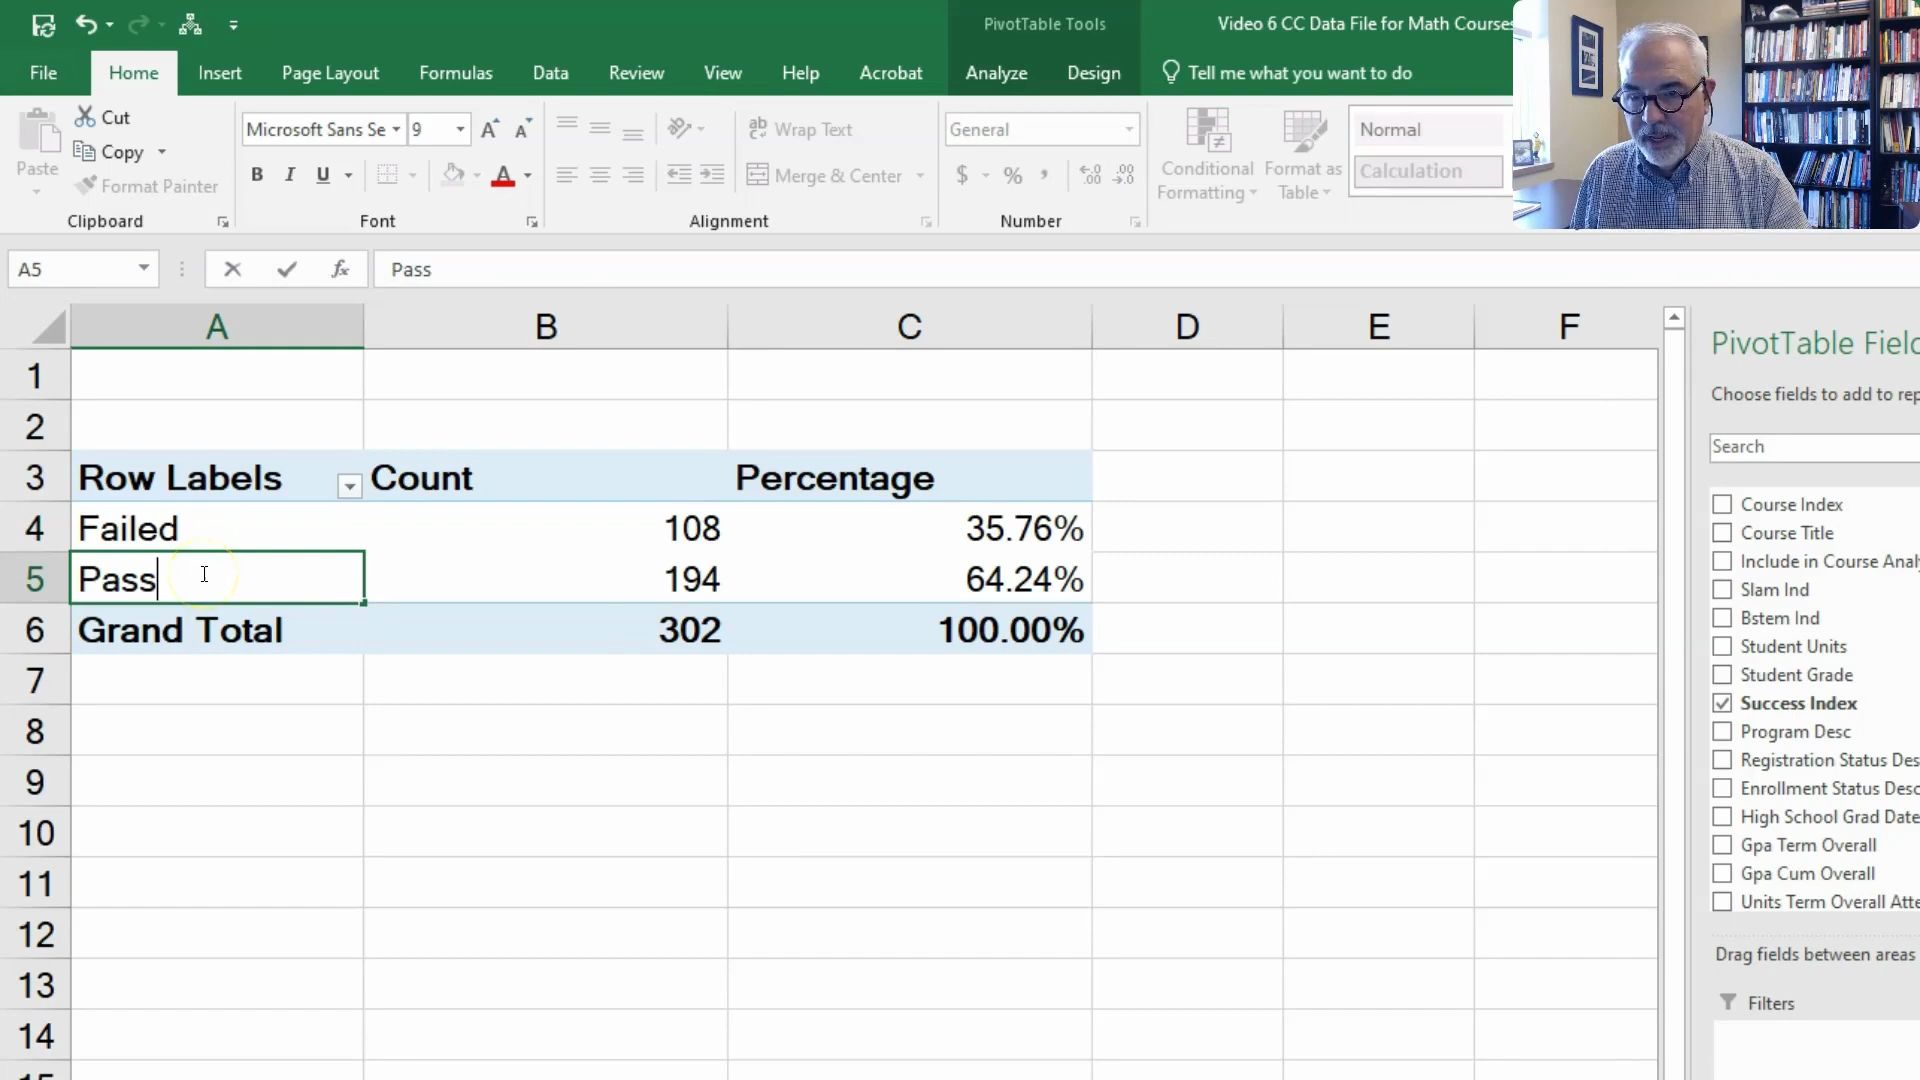 PivotTable Tools
Video 6 CC Data File for Math Courses
File Home Insert Page Layout Formulas Data Review View Help Acrobat Analyze Design Tell me what you want to do
Paste
Cut
Copy
Format Painter
Clipboard
Microsoft Sans Se 9
B I U A
Font
Wrap Text
Merge & Center
Alignment
General
$ % ,
Number
Conditional Formatting
Format as Table
Normal
Calculation
A5 fx Pass
A B C D E F
1
2
3 Row Labels Count Percentage
4 Failed 108 35.76%
5 Pass 194 64.24%
6 Grand Total 302 100.00%
7
8
9
10
11
12
13
14
15
PivotTable Field
Choose fields to add to rep
Search
Course Index
Course Title
Include in Course Analy
Slam Ind
Bstem Ind
Student Units
Student Grade
Success Index
Program Desc
Registration Status Des
Enrollment Status Desc
High School Grad Date
Gpa Term Overall
Gpa Cum Overall
Units Term Overall Atte
Drag fields between areas
Filters